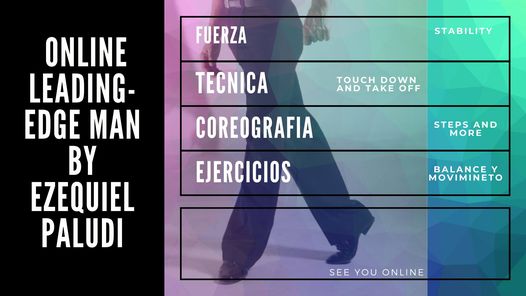 ONLINE
LEADING-
EDGE MAN
BY
EZEQUIEL
PALUDI
FUERZA
STABILITY
TECNICA
TOUCH DOWN
AND TAKE OFF
COREOGRAFIA
STEPS AND
MORE
EJERCICIOS
BALANCE Y
MOVIMINETO
SEE YOU ONLINE